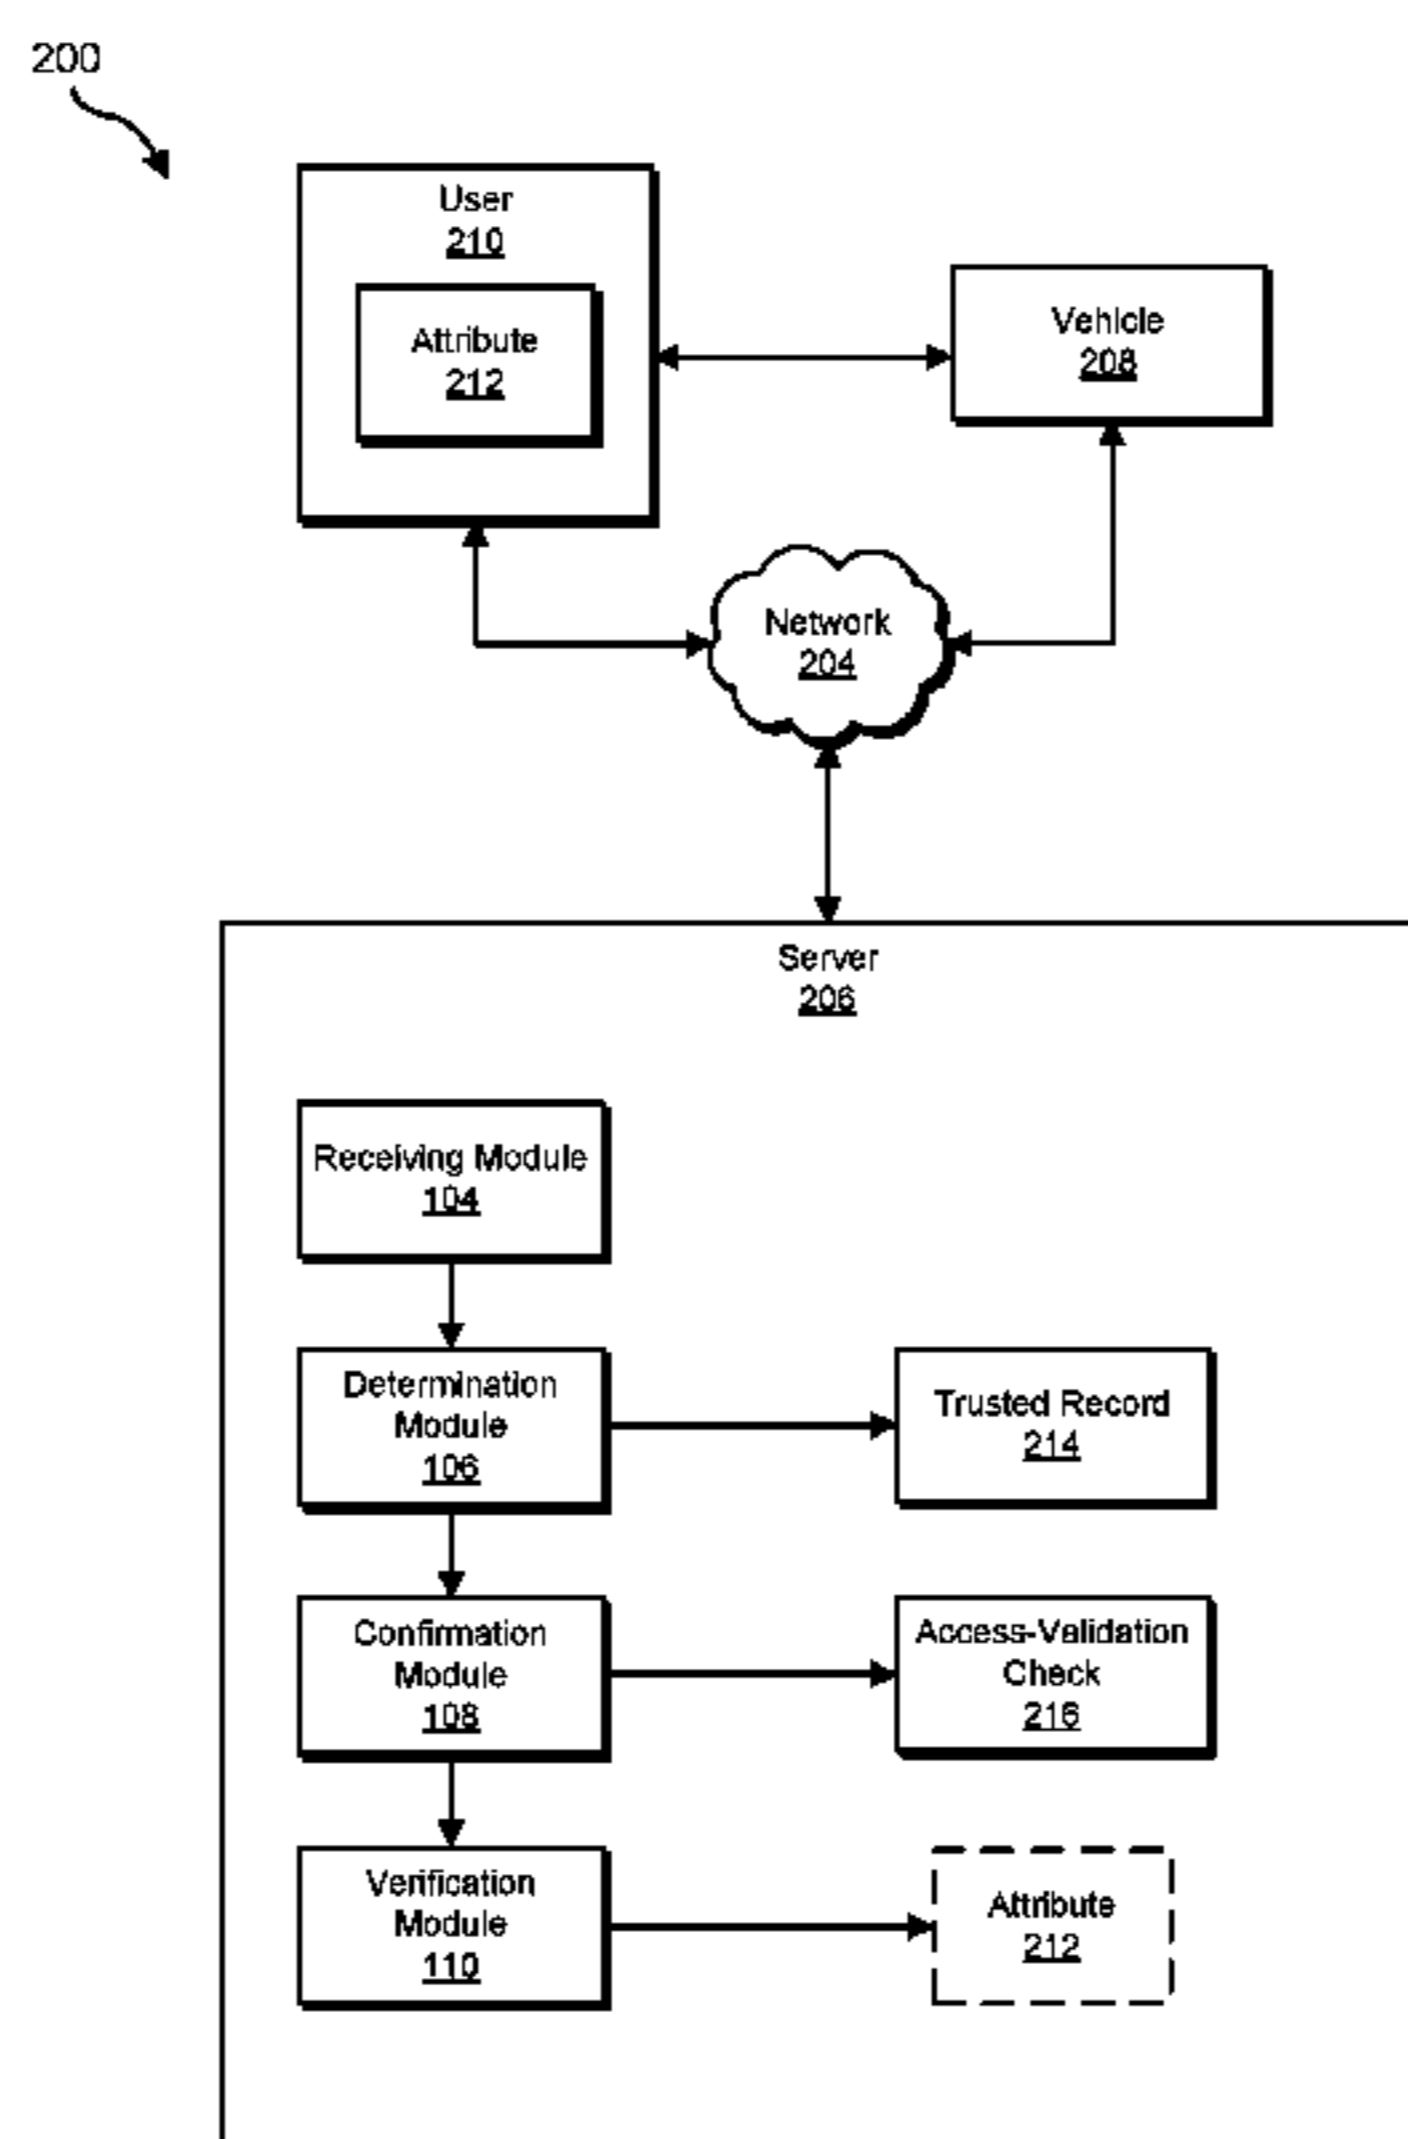 200
User
210
Attribute
212
Vehicle
208
Network
204
Server
206
Receiving Module
104
Determination
Module
106
Trusted Record
214
Confirmation
Module
108
Access-Validation
Check
216
Verification
Module
110
Attribute
212